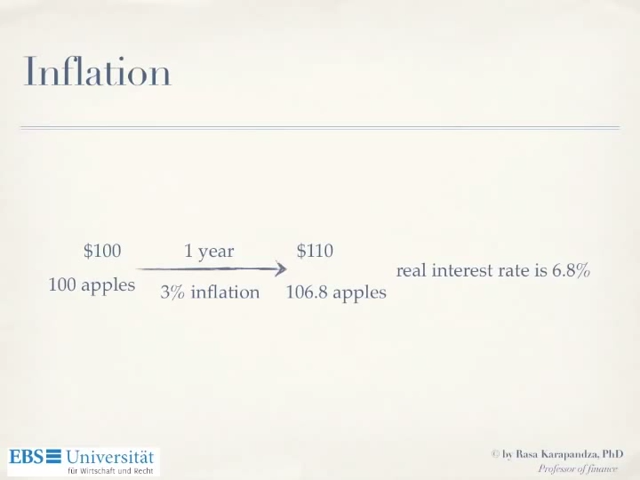 Inflation
$100
1 year
$110
100 apples
3% inflation
106.8 apples
real interest rate is 6.8%
EBS Universität
für Wirtschaft und Recht
© by Rasa Karapandza, PhD
Professor of finance